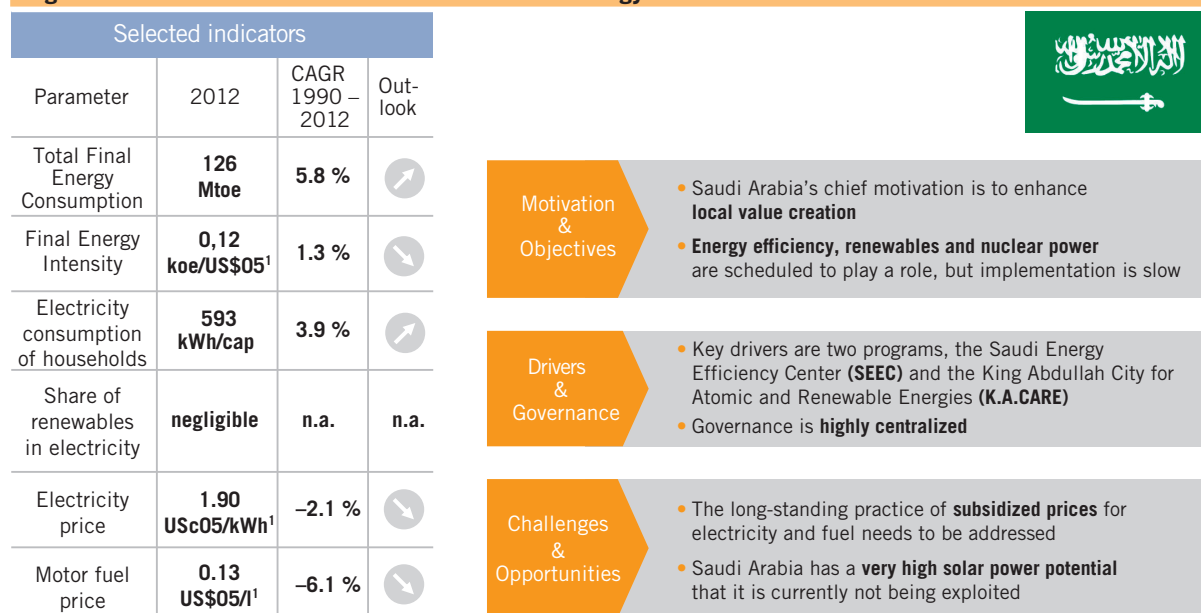 Selected indicators
Parameter
2012
CAGR
1990 –
2012
Out-
look
Total Final
Energy
Consumption
126
Mtoe
5.8 %
Final Energy
Intensity
0,12
koe/US$05¹
1.3 %
Electricity
consumption
of households
593
kWh/cap
3.9 %
Share of
renewables
in electricity
negligible
n.a.
n.a.
Electricity
price
1.90
USc05/kWh¹
–2.1 %
Motor fuel
price
0.13
US$05/l¹
–6.1 %
Motivation
&
Objectives
• Saudi Arabia’s chief motivation is to enhance
local value creation
• Energy efficiency, renewables and nuclear power
are scheduled to play a role, but implementation is slow
Drivers
&
Governance
• Key drivers are two programs, the Saudi Energy
Efficiency Center (SEEC) and the King Abdullah City for
Atomic and Renewable Energies (K.A.CARE)
• Governance is highly centralized
Challenges
&
Opportunities
• The long-standing practice of subsidized prices for
electricity and fuel needs to be addressed
• Saudi Arabia has a very high solar power potential
that it is currently not being exploited